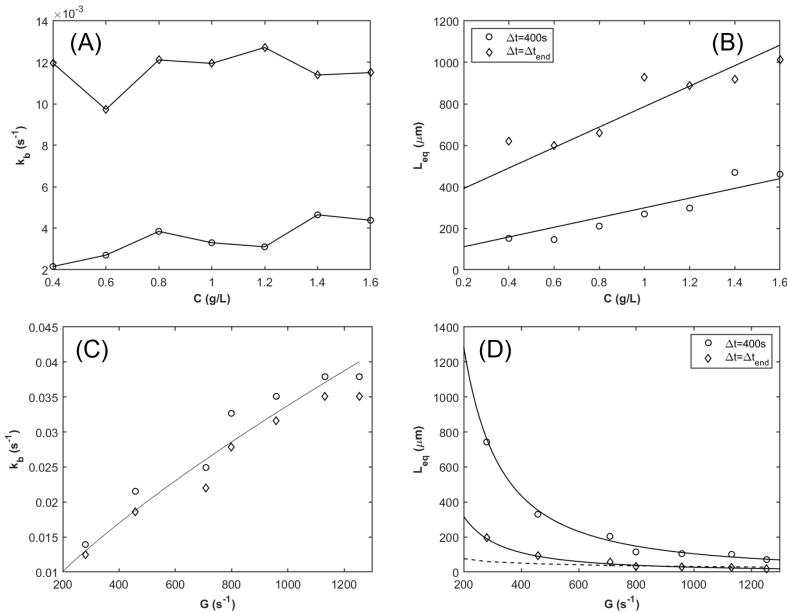 ×10⁻³
14
12
10
8
6
4
2
0.4 0.6 0.8 1 1.2 1.4 1.6
C (g/L)
k_b (s⁻¹)
(A)
1200
1000
800
600
400
200
0
0.2 0.4 0.6 0.8 1 1.2 1.4 1.6
C (g/L)
L_eq (μm)
Δt=400s
Δt=Δt_end
(B)
0.045
0.04
0.035
0.03
0.025
0.02
0.015
0.01
200 400 600 800 1000 1200
G (s⁻¹)
k_b (s⁻¹)
(C)
1400
1200
1000
800
600
400
200
0
200 400 600 800 1000 1200
G (s⁻¹)
L_eq (μm)
(D)
Δt=400s
Δt=Δt_end